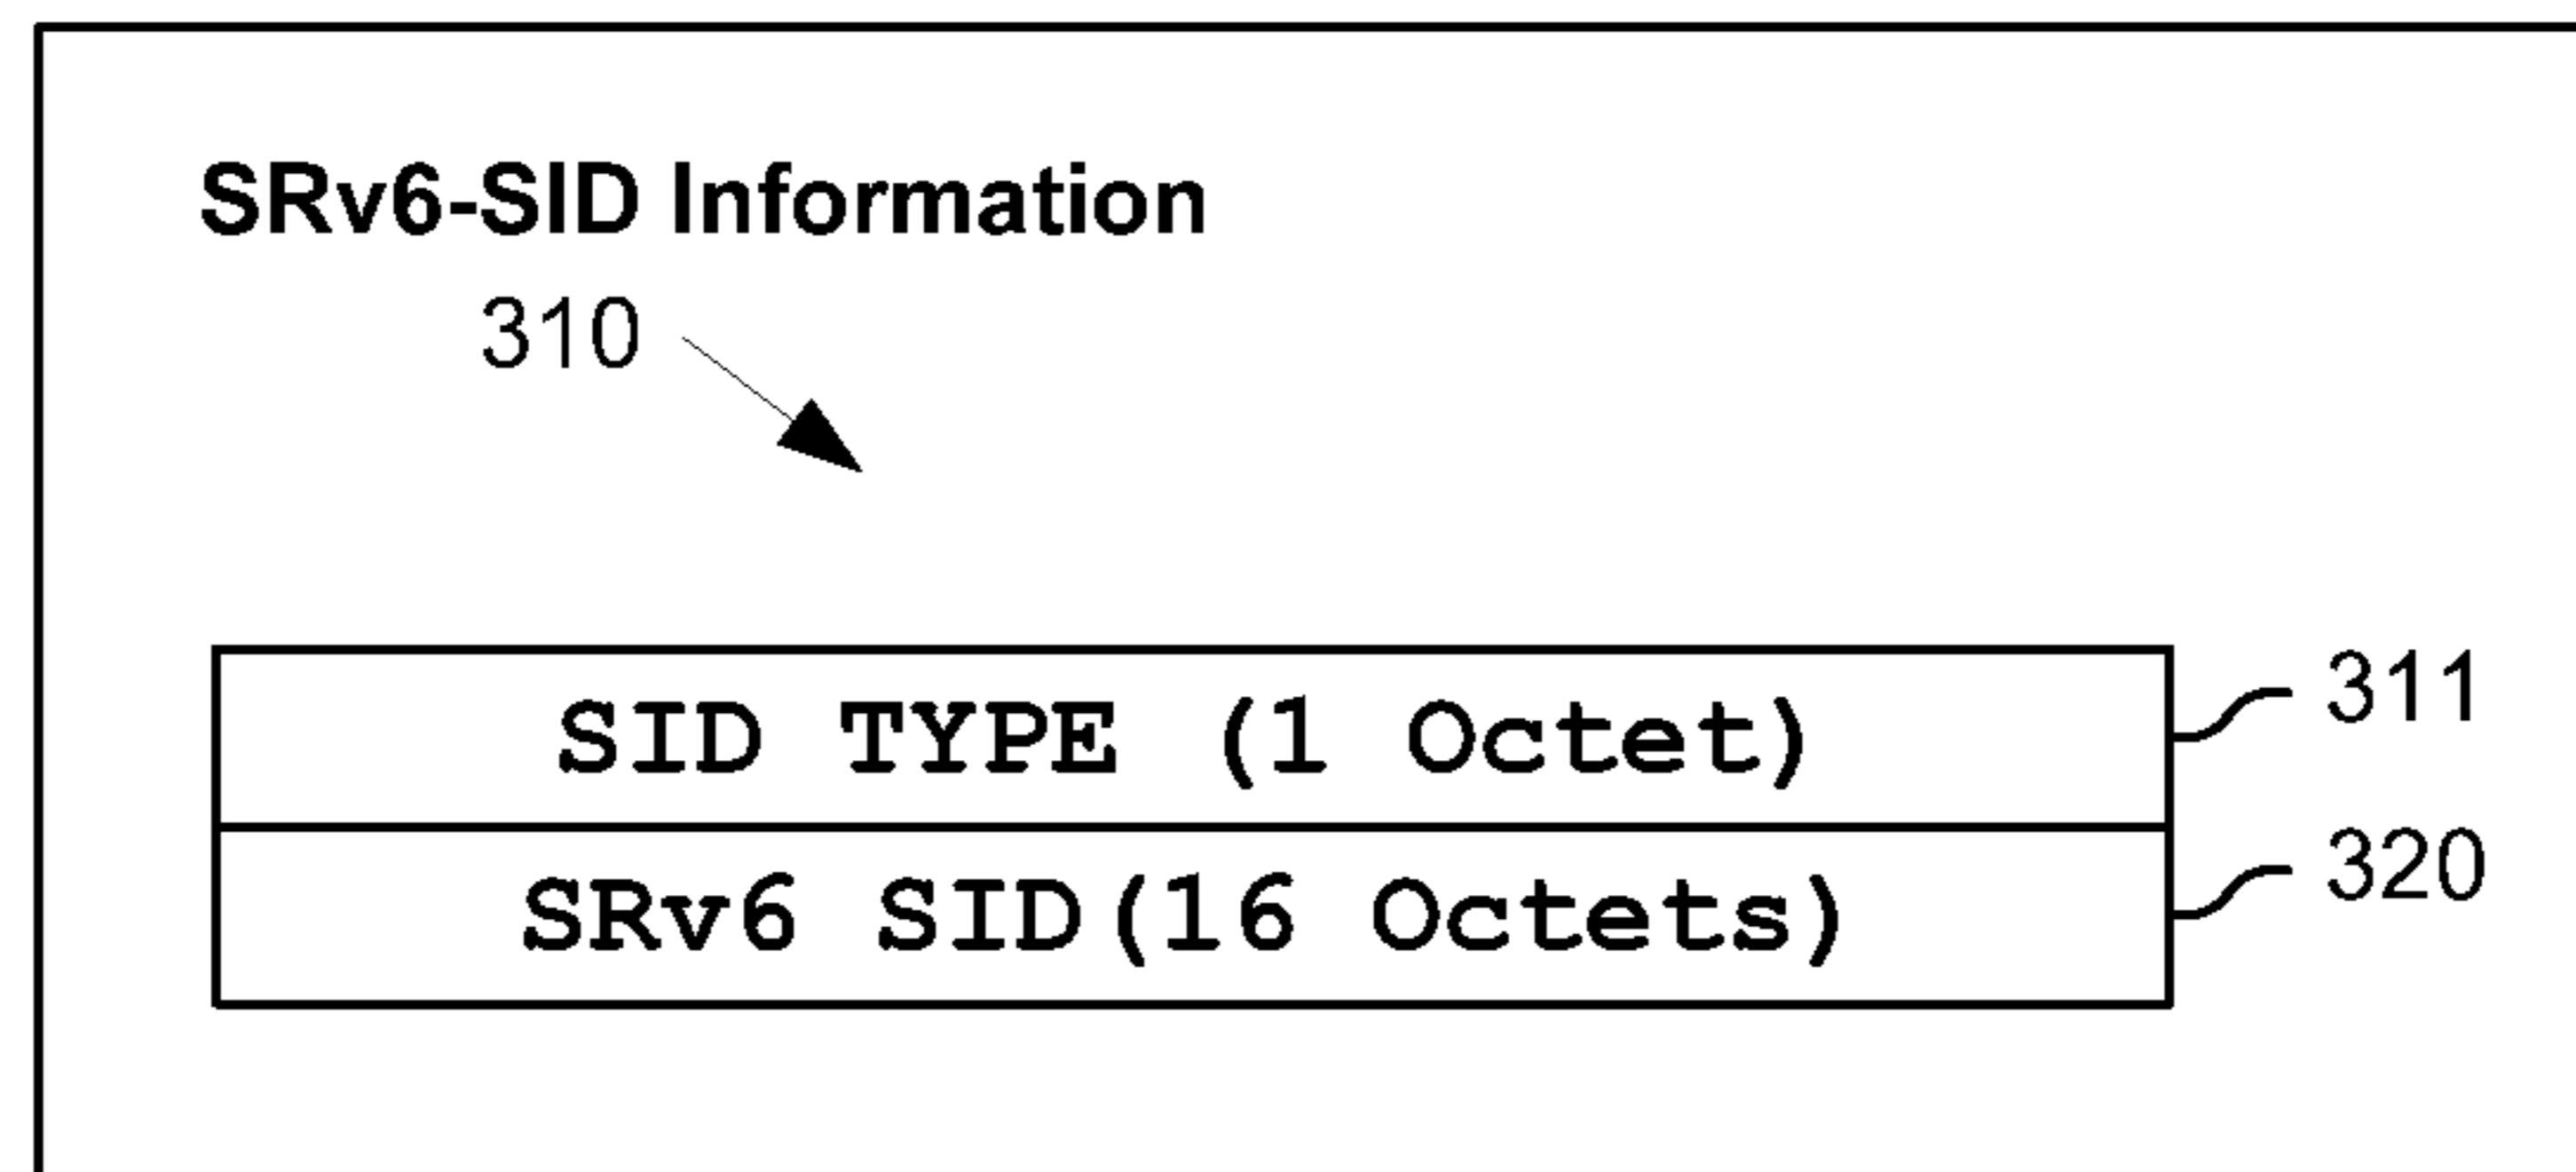 SRv6-SID Information
310
SID TYPE (1 Octet)
311
SRv6 SID(16 Octets)
320